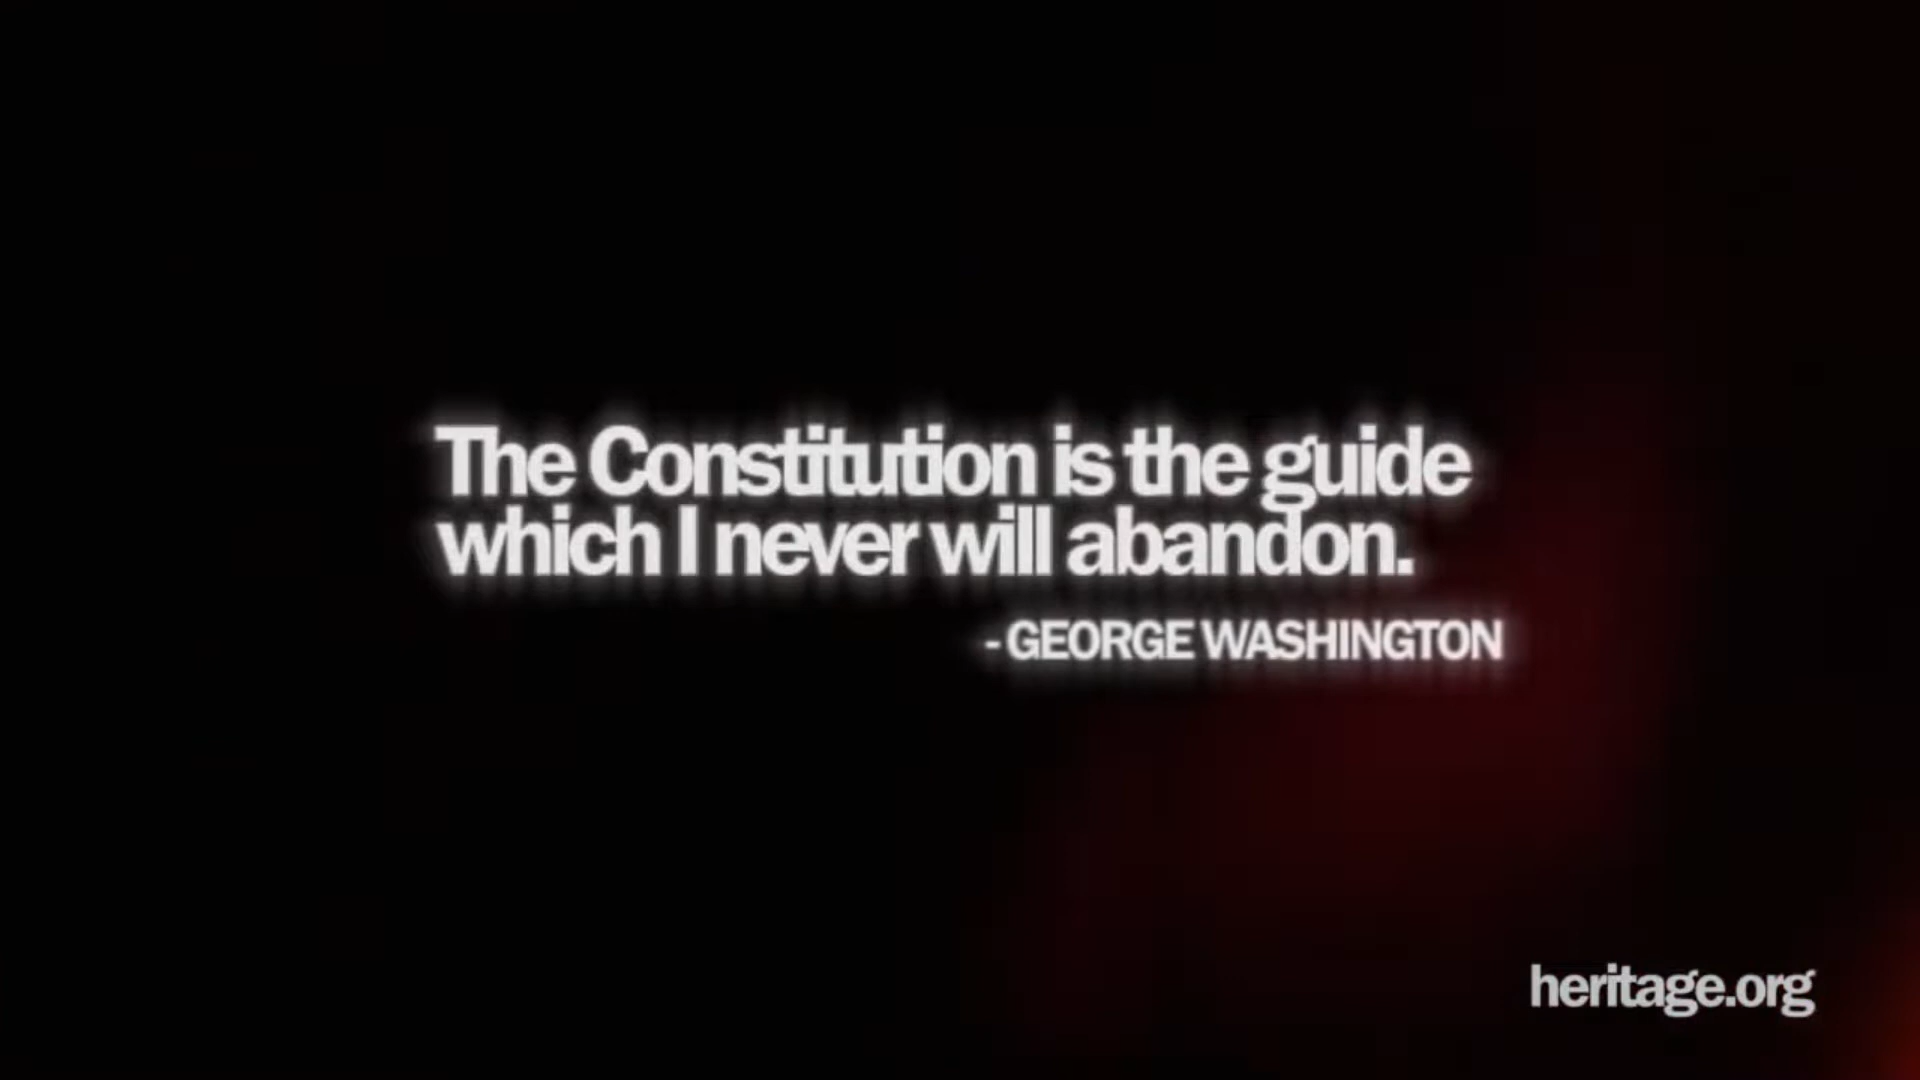 The Constitution is the guide
which I never will abandon.
- GEORGE WASHINGTON
heritage.org